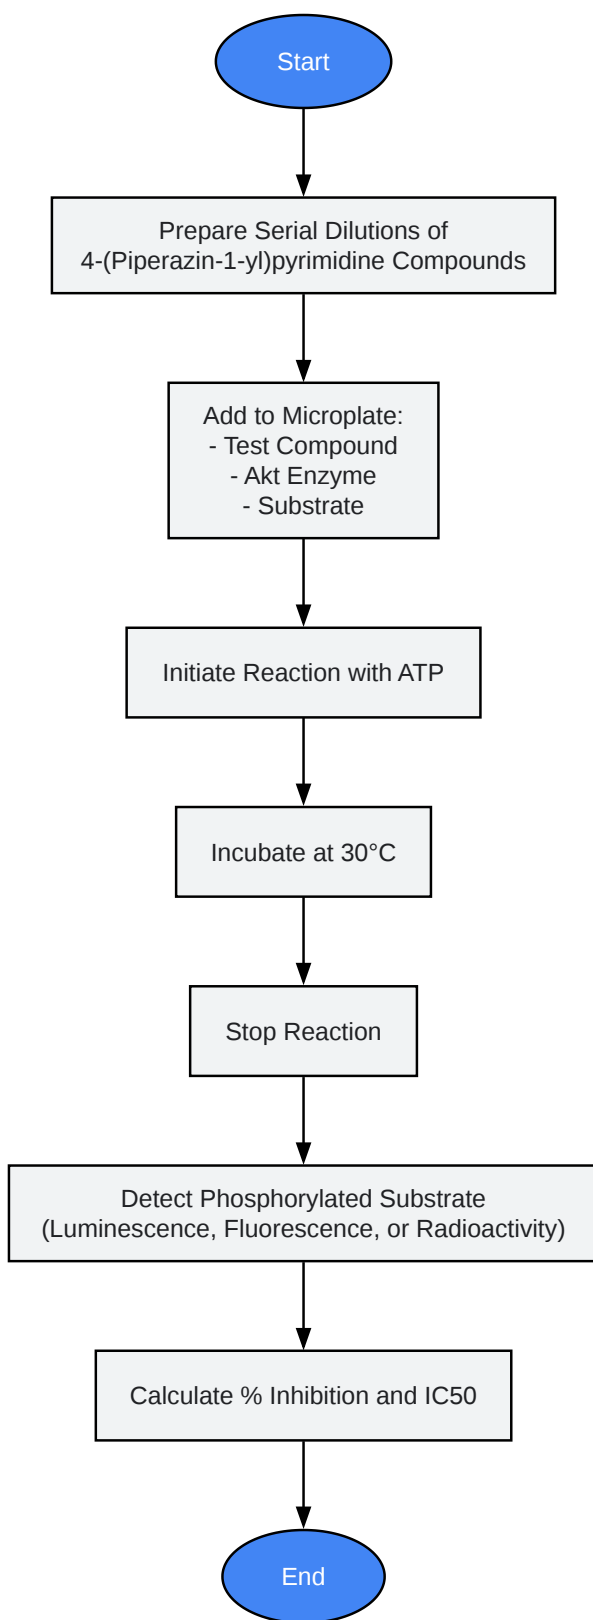 Start
Prepare Serial Dilutions of
4-(Piperazin-1-yl)pyrimidine Compounds
Add to Microplate:
- Test Compound
- Akt Enzyme
- Substrate
Initiate Reaction with ATP
Incubate at 30°C
Stop Reaction
Detect Phosphorylated Substrate
(Luminescence, Fluorescence, or Radioactivity)
Calculate % Inhibition and IC50
End